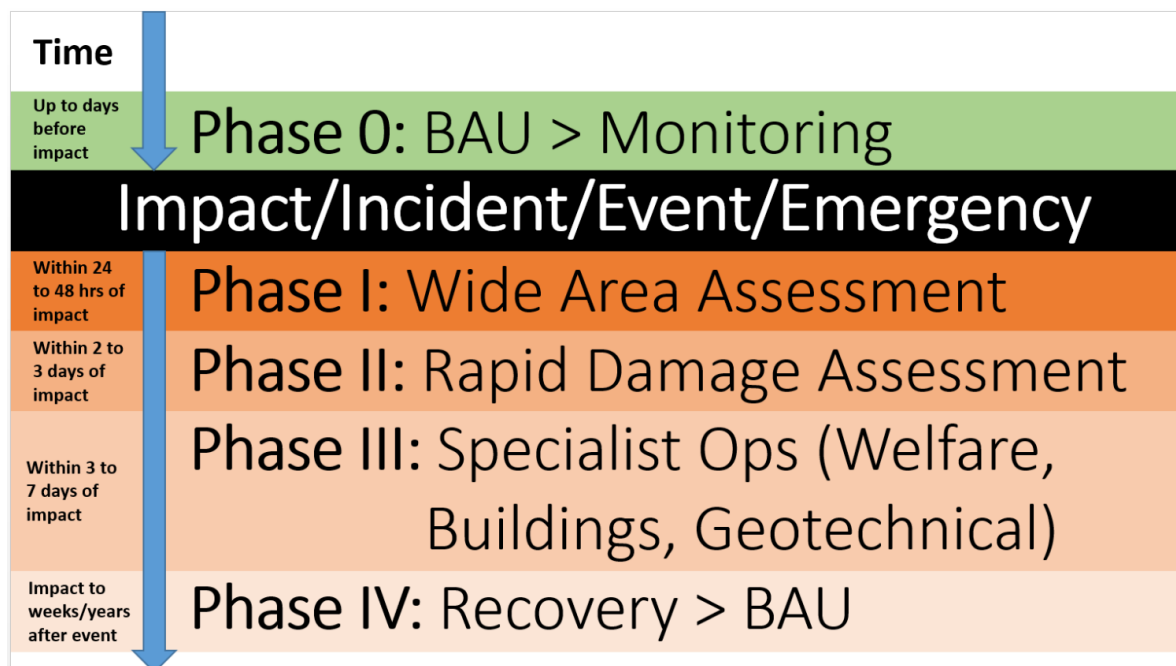 Time
Up to days
before
impact
Phase 0: BAU > Monitoring
Impact/Incident/Event/Emergency
Within 24
to 48 hrs of
impact
Phase I: Wide Area Assessment
Within 2 to
3 days of
impact
Phase II: Rapid Damage Assessment
Within 3 to
7 days of
impact
Phase III: Specialist Ops (Welfare,
Buildings, Geotechnical)
Impact to
weeks/years
after event
Phase IV: Recovery > BAU